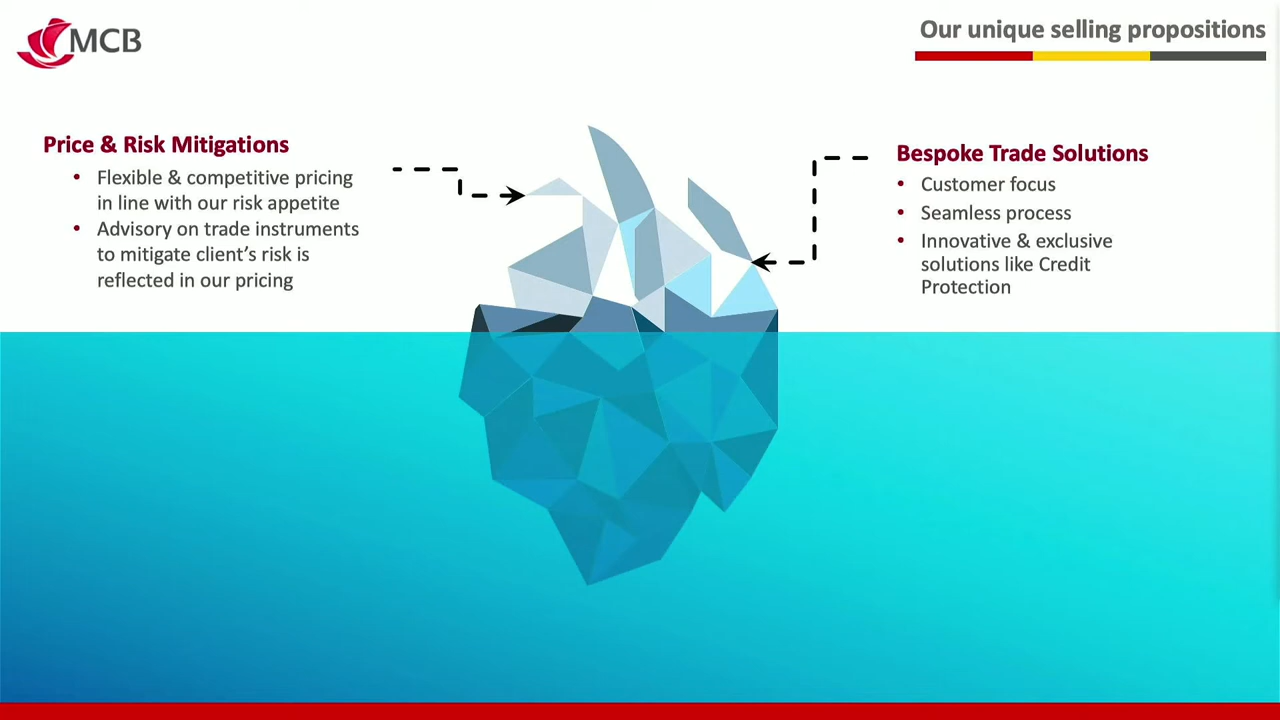 MCB
Our unique selling propositions
Price & Risk Mitigations
• Flexible & competitive pricing
in line with our risk appetite
• Advisory on trade instruments
to mitigate client's risk is
reflected in our pricing
Bespoke Trade Solutions
• Customer focus
• Seamless process
• Innovative & exclusive
solutions like Credit
Protection